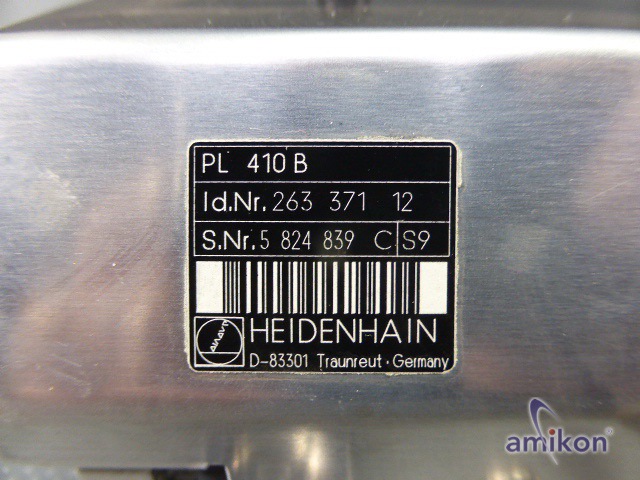 PL 410 B
Id.Nr. 263 371 12
S.Nr. 5 824 839 C S9
HEIDENHAIN
D-83301 Traunreut · Germany
amikon